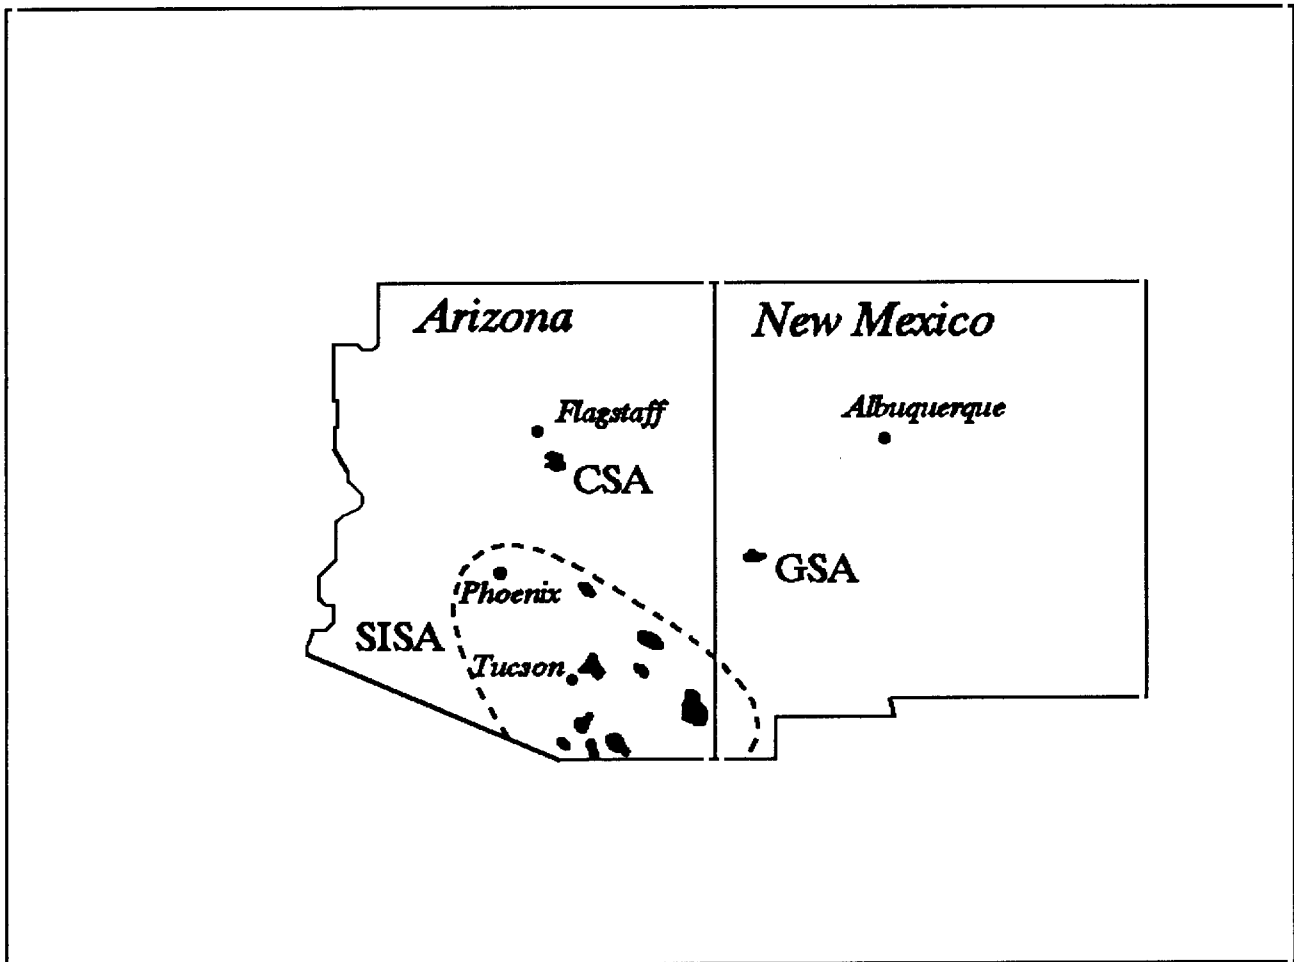 Arizona
New Mexico
Flagstaff
Albuquerque
CSA
GSA
Phoenix
SISA
Tucson